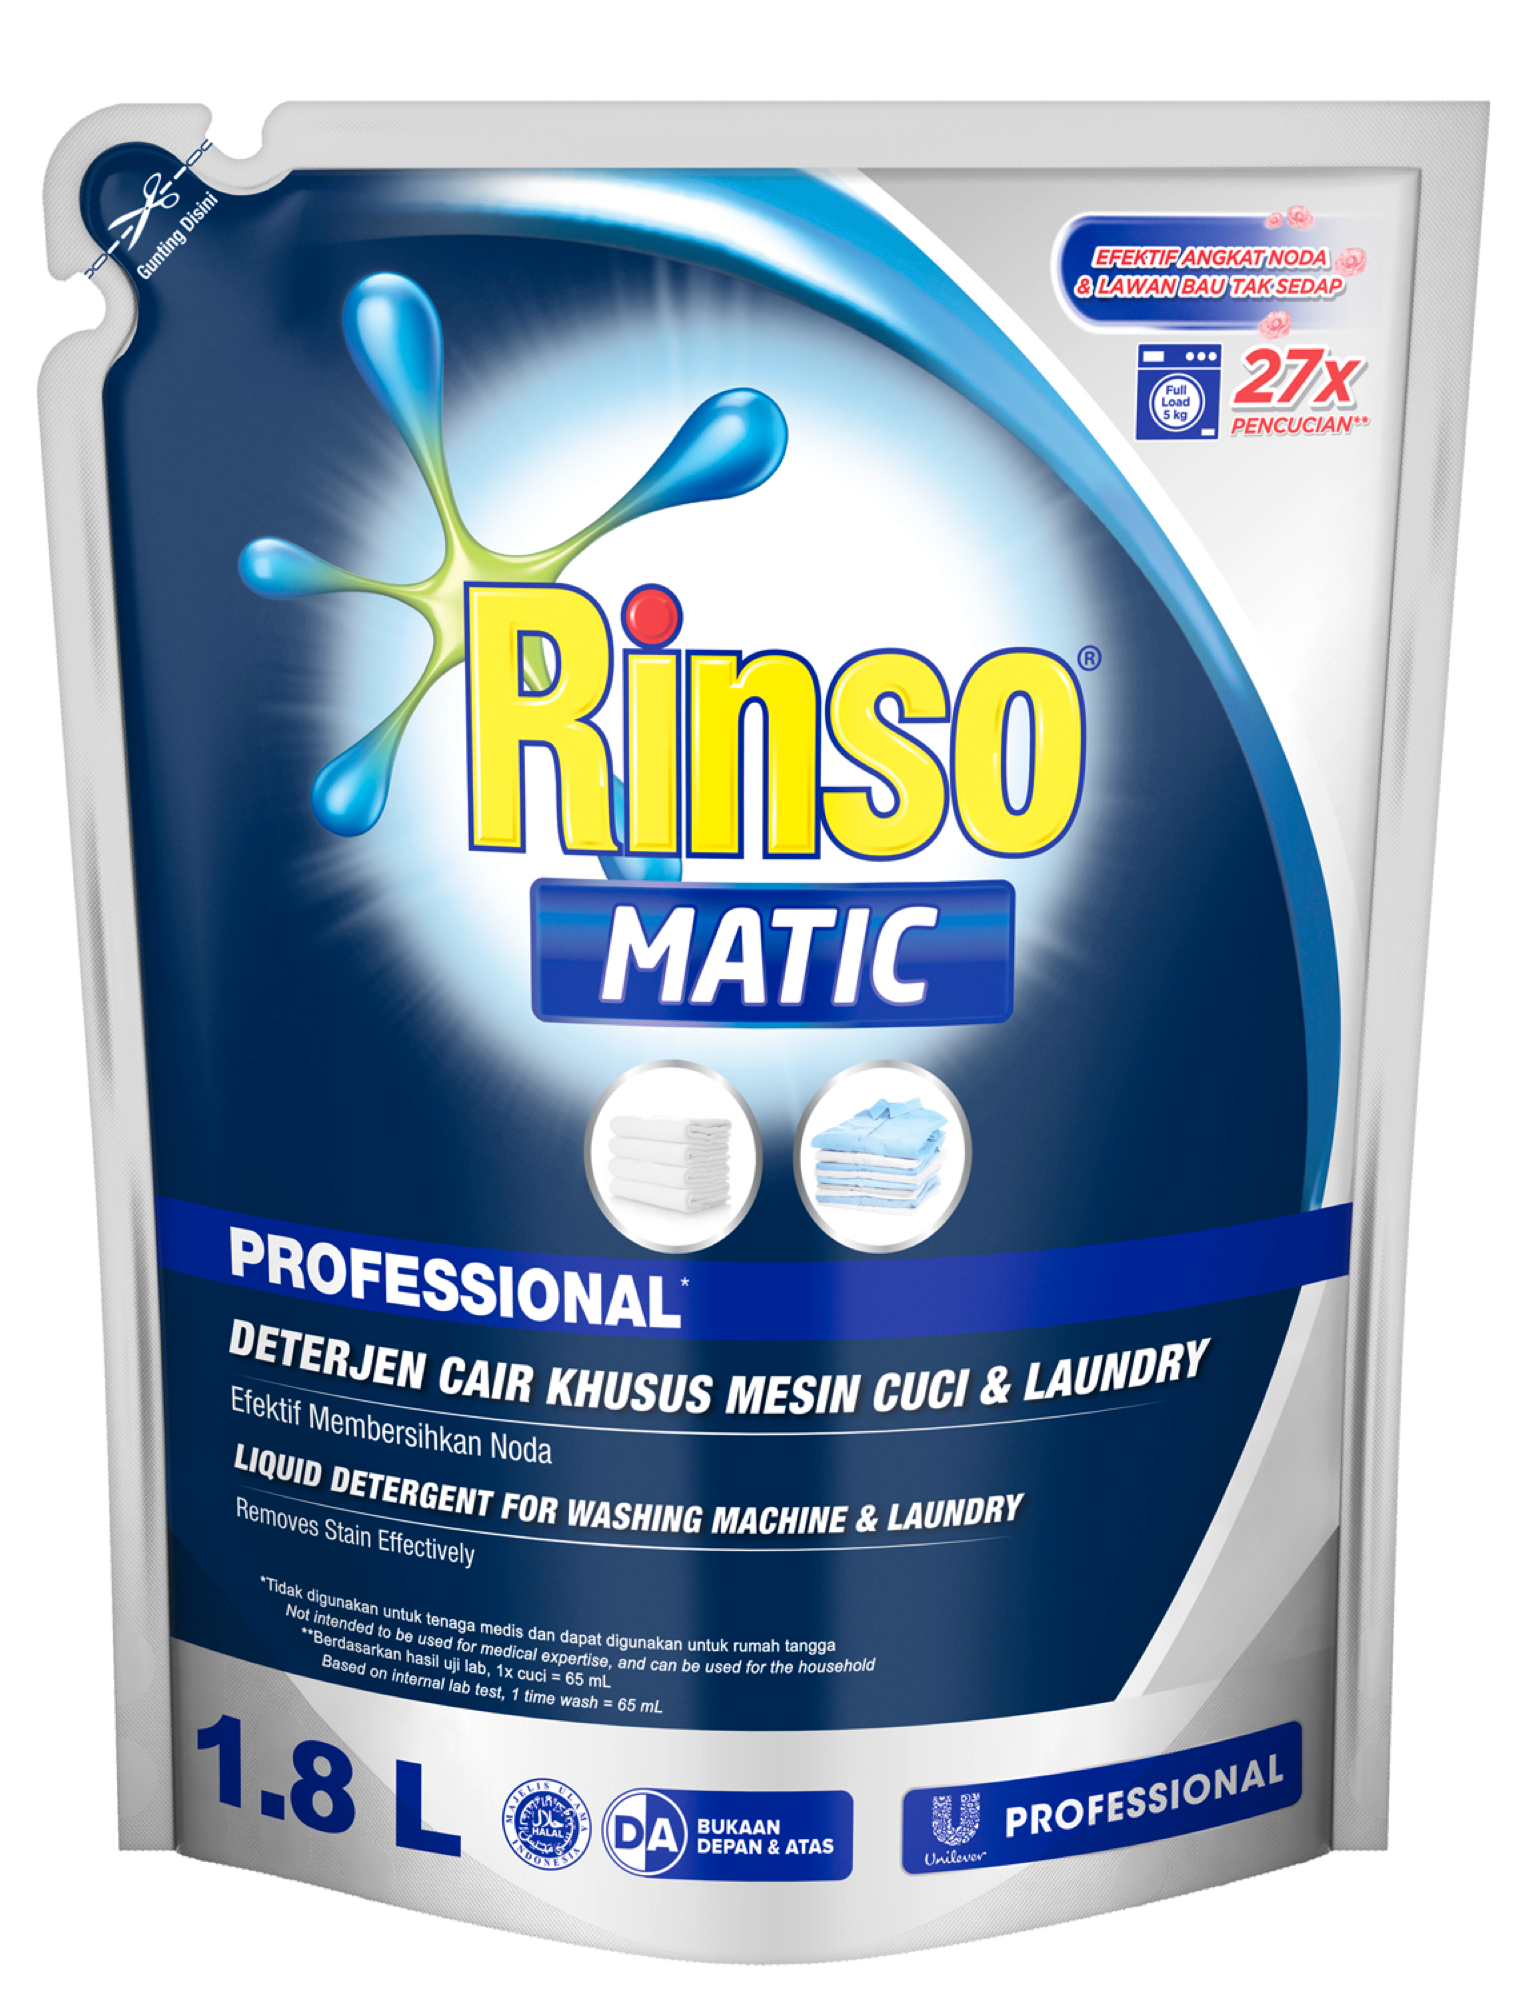 Gunting Disini
EFEKTIF ANGKAT NODA
& LAWAN BAU TAK SEDAP
Full
Load
5 kg
27x
PENCUCIAN**
Rinso®
MATIC
PROFESSIONAL*
DETERJEN CAIR KHUSUS MESIN CUCI & LAUNDRY
Efektif Membersihkan Noda
LIQUID DETERGENT FOR WASHING MACHINE & LAUNDRY
Removes Stain Effectively
*Tidak digunakan untuk tenaga medis dan dapat digunakan untuk rumah tangga
Not intended to be used for medical expertise, and can be used for the household
**Berdasarkan hasil uji lab, 1x cuci = 65 mL
Based on internal lab test, 1 time wash = 65 mL
1.8 L
MAJELIS ULAMA
حلال
HALAL
INDONESIA
DA
BUKAAN
DEPAN & ATAS
Unilever
PROFESSIONAL